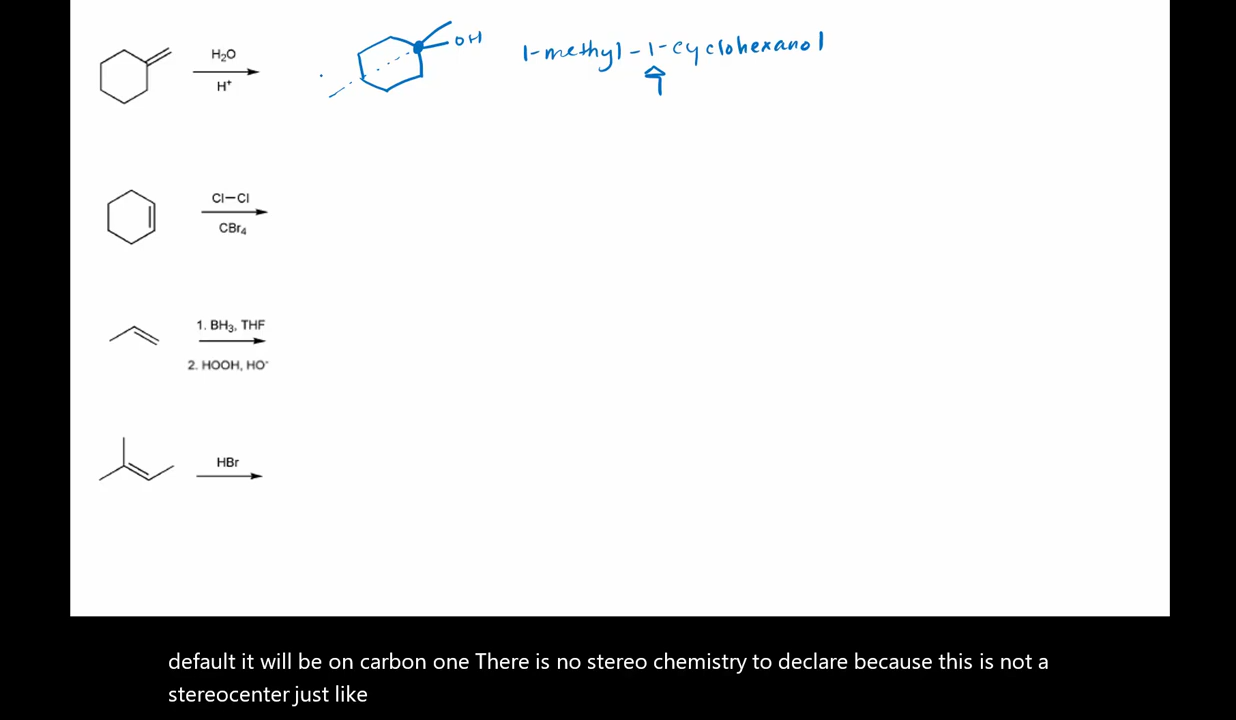 H₂O
H⁺
OH
1-methyl-1-cyclohexanol
Cl—Cl
CBr₄
1. BH₃, THF
2. HOOH, HO⁻
HBr
default it will be on carbon one There is no stereo chemistry to declare because this is not a
stereocenter just like